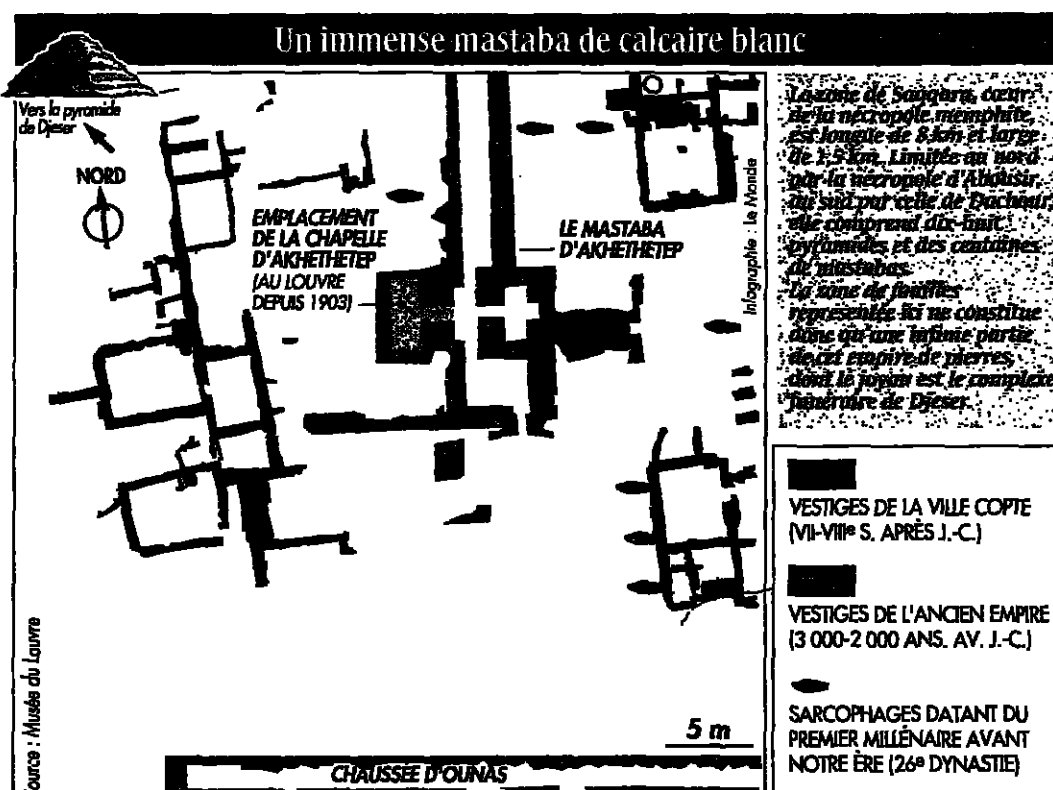 Un immense mastaba de calcaire blanc
Vers la pyramide
de Djeser
NORD
EMPLACEMENT
DE LA CHAPELLE
D'AKHETHETEP
(AU LOUVRE
DEPUIS 1903)
LE MASTABA
D'AKHETHETEP
Infographie : Le Monde
La zone de Saqqara, cœur
de la nécropole memphite,
est longue de 8 km et large
de 1,5 km. Limitée au nord
par la nécropole d'Abousir,
au sud par celle de Dachour,
elle comprend dix-huit
pyramides et des centaines
de mastabas.
La zone de fouilles
représentée ici ne constitue
donc qu'une infime partie
de cet empire de pierres,
dont le joyau est le complexe
funéraire de Djeser.
VESTIGES DE LA VILLE COPTE
(VII-VIIIe S. APRÈS J.-C.)
VESTIGES DE L'ANCIEN EMPIRE
(3 000-2 000 ANS. AV. J.-C.)
SARCOPHAGES DATANT DU
PREMIER MILLÉNAIRE AVANT
NOTRE ÈRE (26e DYNASTIE)
5 m
CHAUSSÉE D'OUNAS
Source : Musée du Louvre